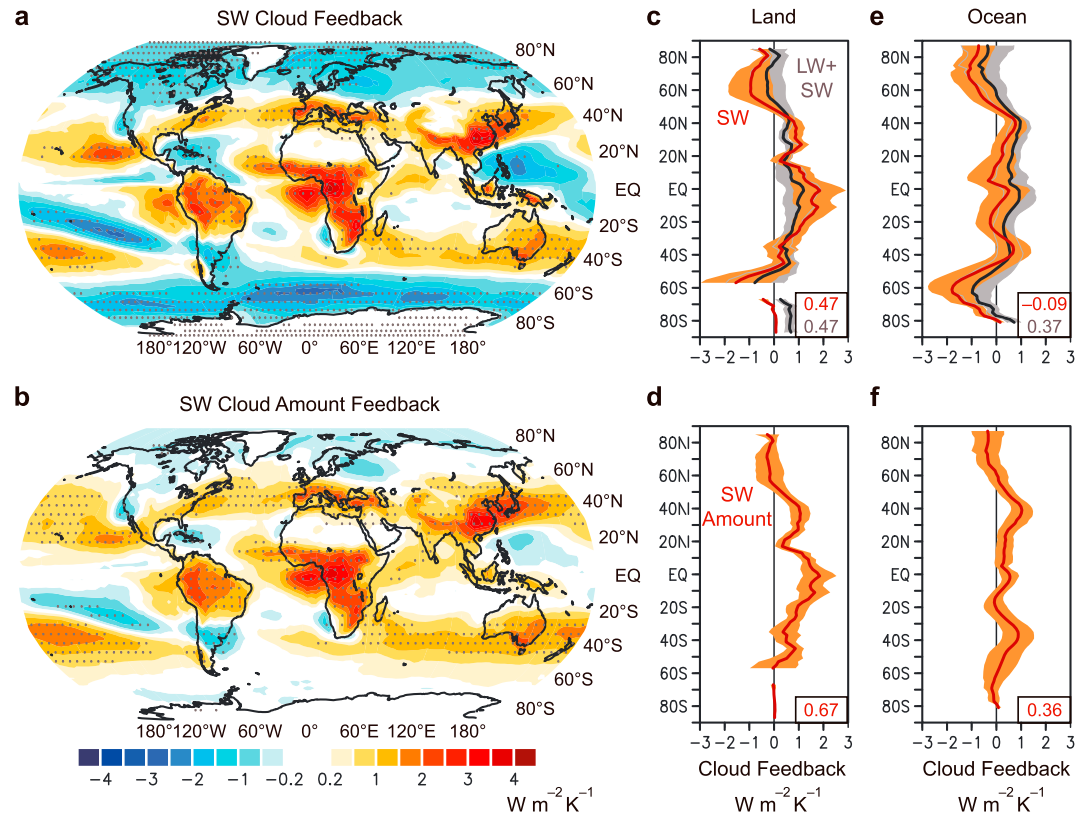 a
SW Cloud Feedback
80°N
60°N
40°N
20°N
EQ
20°S
40°S
60°S
80°S
180° 120°W 60°W 0° 60°E 120°E 180°
b
SW Cloud Amount Feedback
80°N
60°N
40°N
20°N
EQ
20°S
40°S
60°S
80°S
180° 120°W 60°W 0° 60°E 120°E 180°
−4 −3 −2 −1 −0.2 0.2 1 2 3 4
W m−2 K−1
c
Land
80N
60N
40N
20N
EQ
20S
40S
60S
80S
LW+
SW
SW
0.47
0.47
−3 −2 −1 0 1 2 3
e
Ocean
80N
60N
40N
20N
EQ
20S
40S
60S
80S
−0.09
0.37
−3 −2 −1 0 1 2 3
d
80N
60N
40N
20N
EQ
20S
40S
60S
80S
SW
Amount
0.67
−3 −2 −1 0 1 2 3
Cloud Feedback
W m−2 K−1
f
80N
60N
40N
20N
EQ
20S
40S
60S
80S
0.36
−3 −2 −1 0 1 2 3
Cloud Feedback
W m−2 K−1